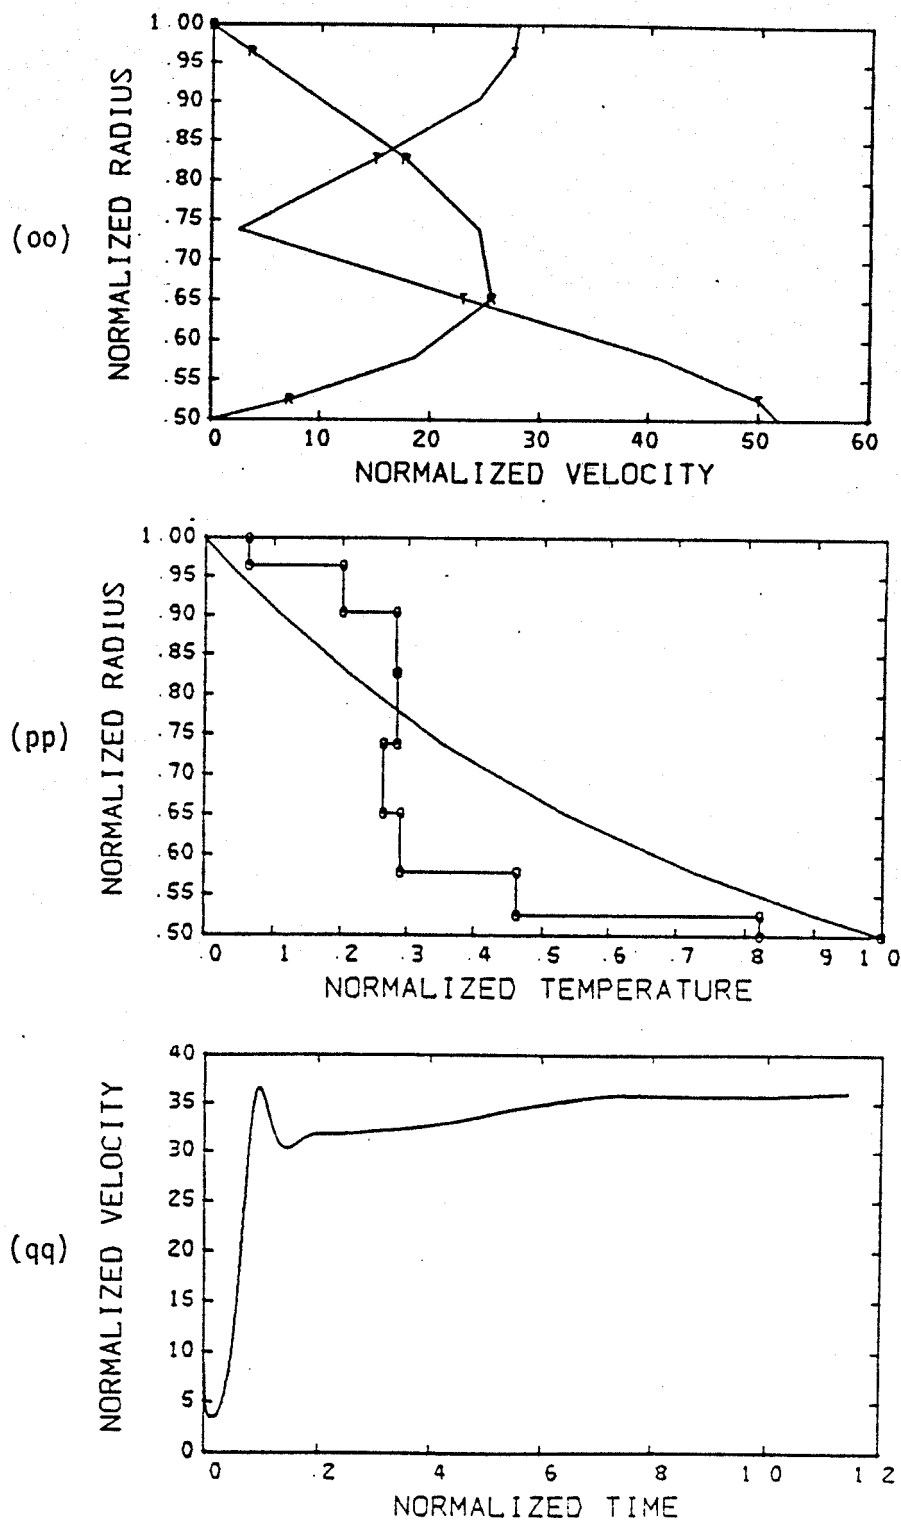 (oo)
NORMALIZED RADIUS
1.00
.95
.90
.85
.80
.75
.70
.65
.60
.55
.50
R
T
T
R
T
R
R
T
0 10 20 30 40 50 60
NORMALIZED VELOCITY
(pp)
NORMALIZED RADIUS
1.00
.95
.90
.85
.80
.75
.70
.65
.60
.55
.50
.0 1 .2 .3 .4 .5 .6 .7 .8 9 1 0
NORMALIZED TEMPERATURE
(qq)
NORMALIZED VELOCITY
40
35
30
25
20
15
10
5
0
0 .2 4 6 8 1 0 1 2
NORMALIZED TIME